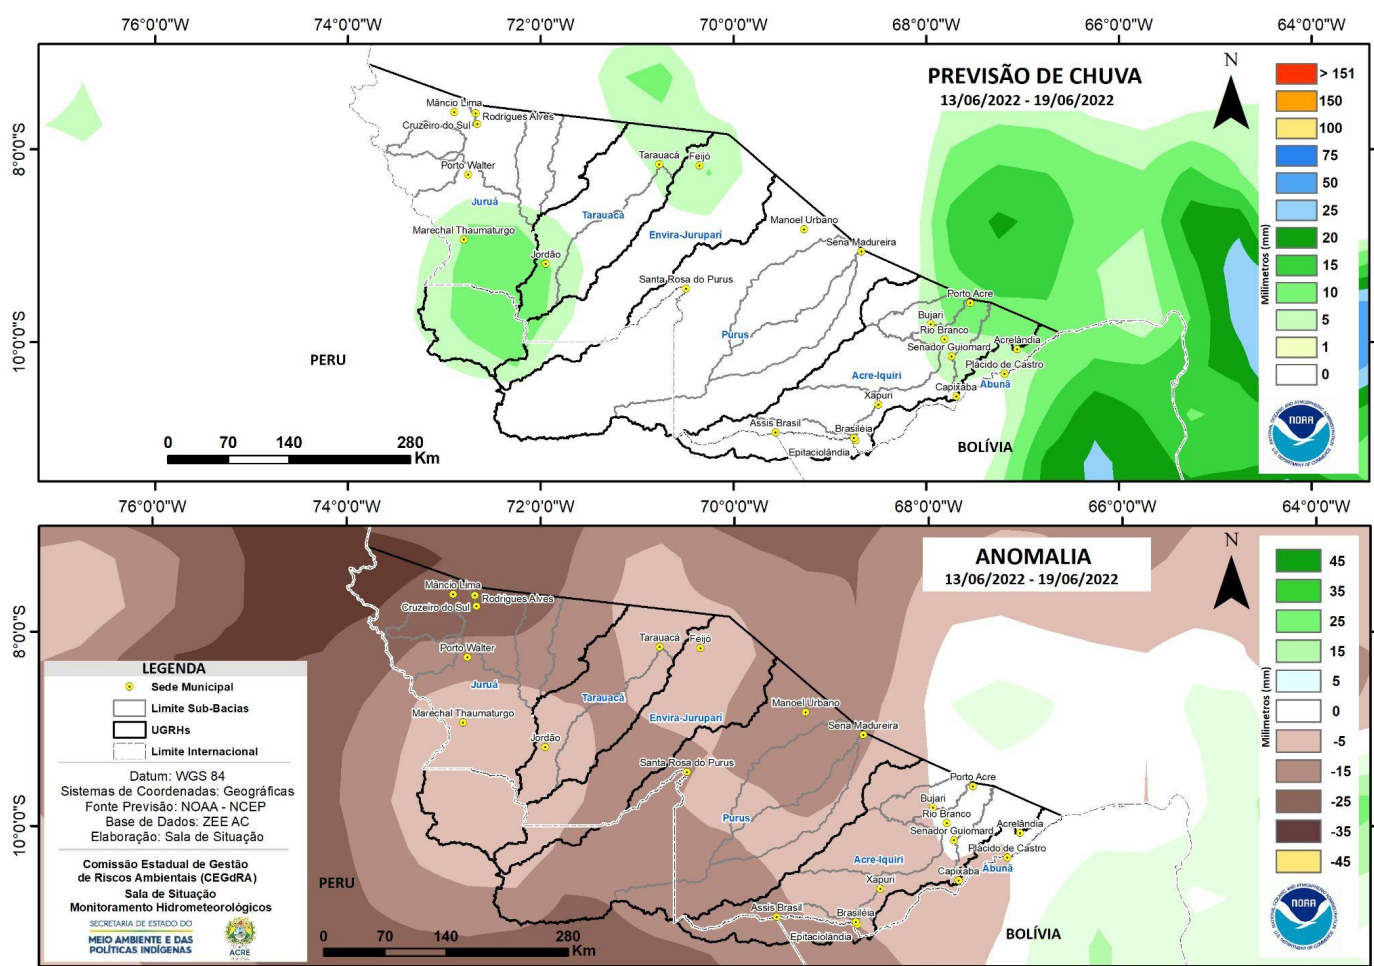 76°0'0"W 74°0'0"W 72°0'0"W 70°0'0"W 68°0'0"W 66°0'0"W 64°0'0"W
PREVISÃO DE CHUVA
13/06/2022 - 19/06/2022
N
> 151
150
100
75
50
25
20
15
10
5
1
0
Milimetros (mm)
8°0'0"S
10°0'0"S
Mâncio Lima
Rodrigues Alves
Cruzeiro do Sul
Porto Walter
Juruá
Marechal Thaumaturgo
Jordão
Tarauacá
Feijó
Tarauacá
Envira-Jurupari
Manoel Urbano
Sena Madureira
Santa Rosa do Purus
Purus
Porto Acre
Bujari
Rio Branco
Senador Guiomard
Acrelândia
Plácido de Castro
Abunã
Acre-Iquiri
Capixaba
Xapuri
Assis Brasil
Brasiléia
Epitaciolândia
PERU
BOLÍVIA
0 70 140 280
Km
NOAA
76°0'0"W 74°0'0"W 72°0'0"W 70°0'0"W 68°0'0"W 66°0'0"W 64°0'0"W
ANOMALIA
13/06/2022 - 19/06/2022
N
45
35
25
15
5
0
-5
-15
-25
-35
-45
Milimetros (mm)
8°0'0"S
10°0'0"S
Mâncio Lima
Rodrigues Alves
Cruzeiro do Sul
Porto Walter
Juruá
Marechal Thaumaturgo
Jordão
Tarauacá
Feijó
Tarauacá
Envira-Jurupari
Manoel Urbano
Sena Madureira
Santa Rosa do Purus
Purus
Porto Acre
Bujari
Rio Branco
Senador Guiomard
Acrelândia
Plácido de Castro
Abunã
Acre-Iquiri
Capixaba
Xapuri
Assis Brasil
Brasiléia
Epitaciolândia
PERU
BOLÍVIA
0 70 140 280
Km
NOAA
LEGENDA
Sede Municipal
Limite Sub-Bacias
UGRHs
Limite Internacional
Datum: WGS 84
Sistemas de Coordenadas: Geográficas
Fonte Previsão: NOAA - NCEP
Base de Dados: ZEE AC
Elaboração: Sala de Situação
Comissão Estadual de Gestão
de Riscos Ambientais (CEGdRA)
Sala de Situação
Monitoramento Hidrometeorológicos
SECRETARIA DE ESTADO DO
MEIO AMBIENTE E DAS
POLÍTICAS INDÍGENAS
ACRE